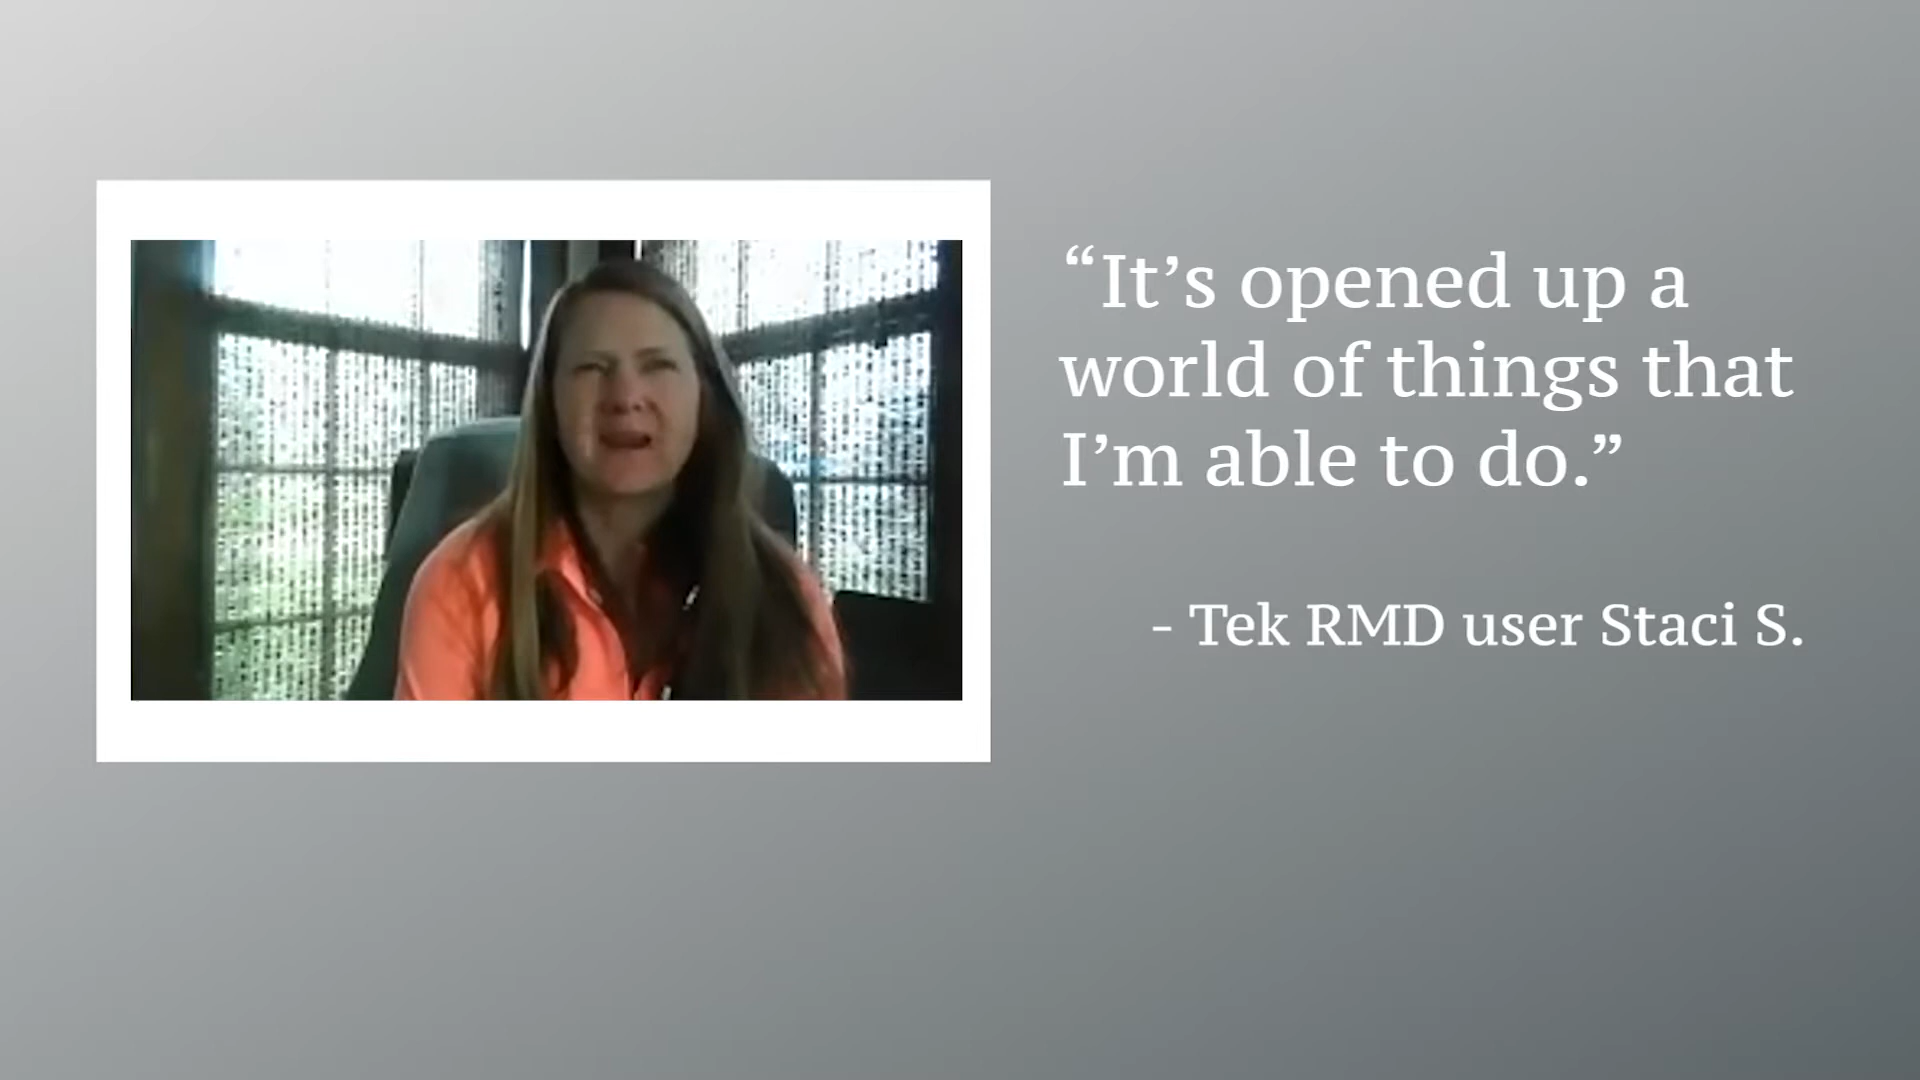 “It’s opened up a
world of things that
I’m able to do.”
- Tek RMD user Staci S.